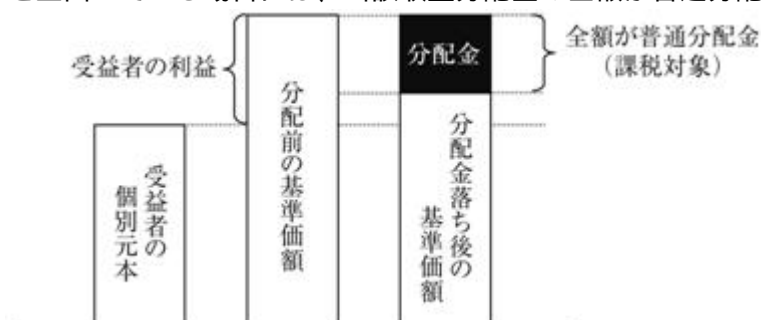 受益者の利益
分配金
全額が普通分配金
（課税対象）
受益者の
個別元本
分配前の基準価額
分配金落ち後の
基準価額